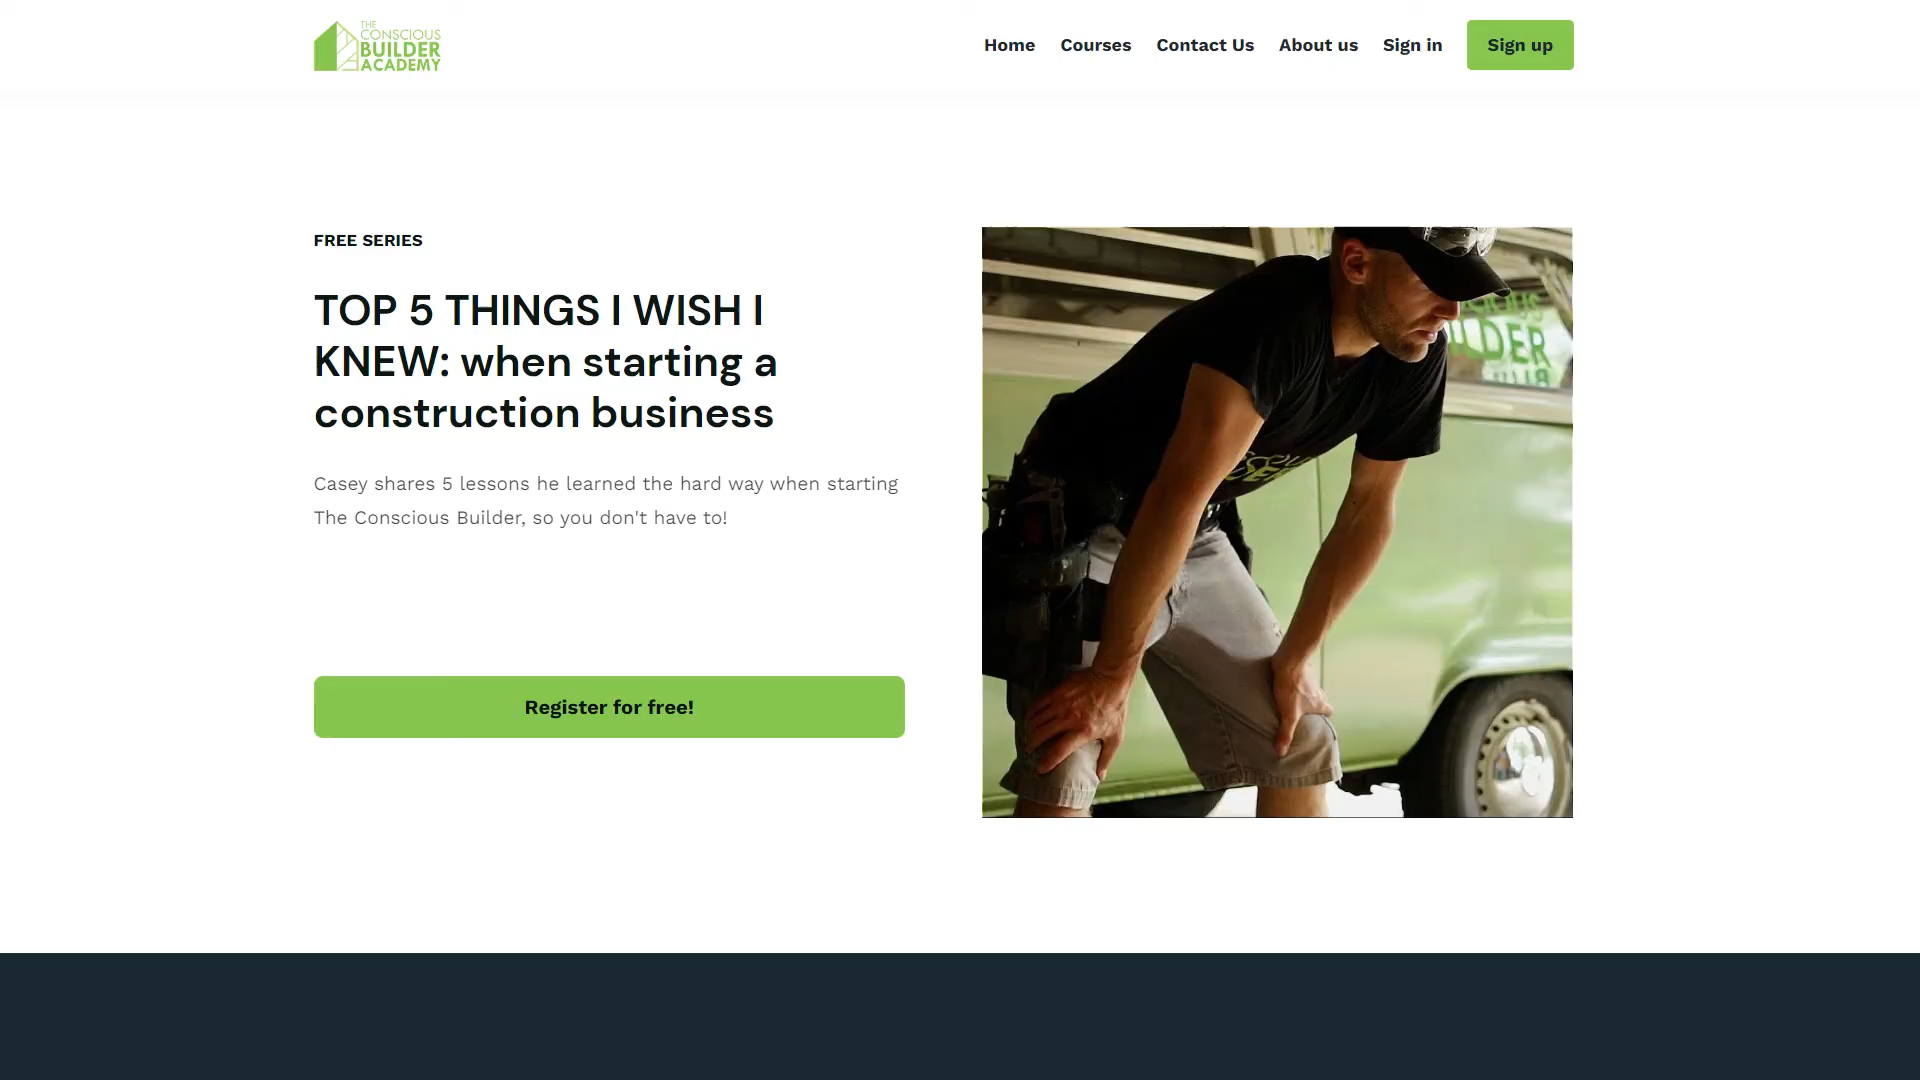 THE
CONSCIOUS
BUILDER
ACADEMY
Home Courses Contact Us About us Sign in Sign up
FREE SERIES
TOP 5 THINGS I WISH I
KNEW: when starting a
construction business
Casey shares 5 lessons he learned the hard way when starting
The Conscious Builder, so you don't have to!
Register for free!